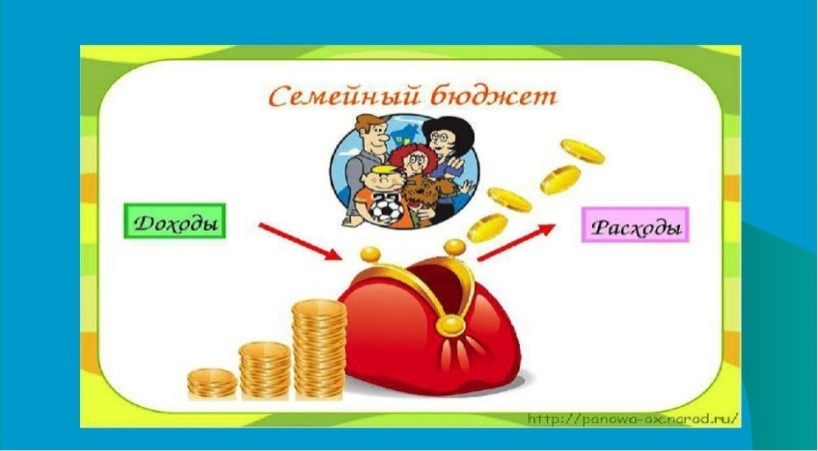 Семейный бюджет
Доходы
Расходы
http://panowa-ox.narod.ru/